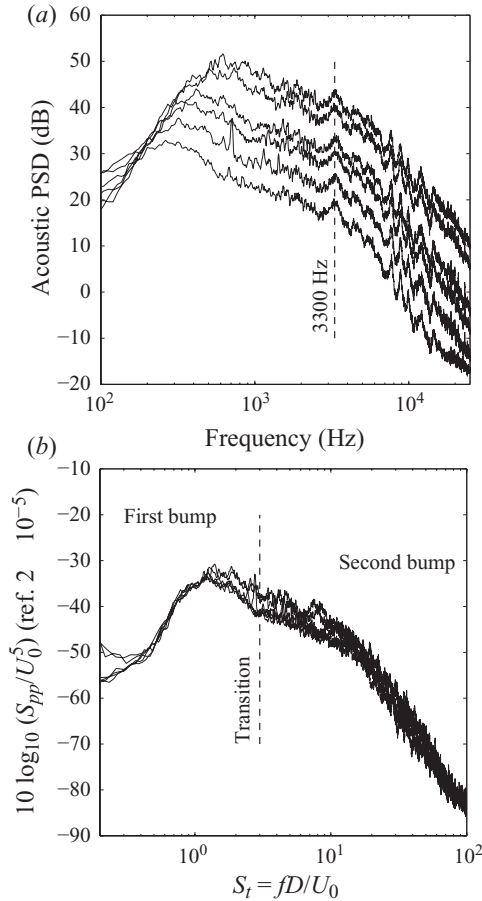 (a)
60
50
40
30
20
10
0
−10
−20
Acoustic PSD (dB)
3300 Hz
10² 10³ 10⁴
Frequency (Hz)
(b)
−10
−20
−30
−40
−50
−60
−70
−80
−90
10 log₁₀ (Sₚₚ/U₀⁵) (ref. 2 10⁻⁵)
First bump
Second bump
Transition
10⁰ 10¹ 10²
Sₜ = fD/U₀